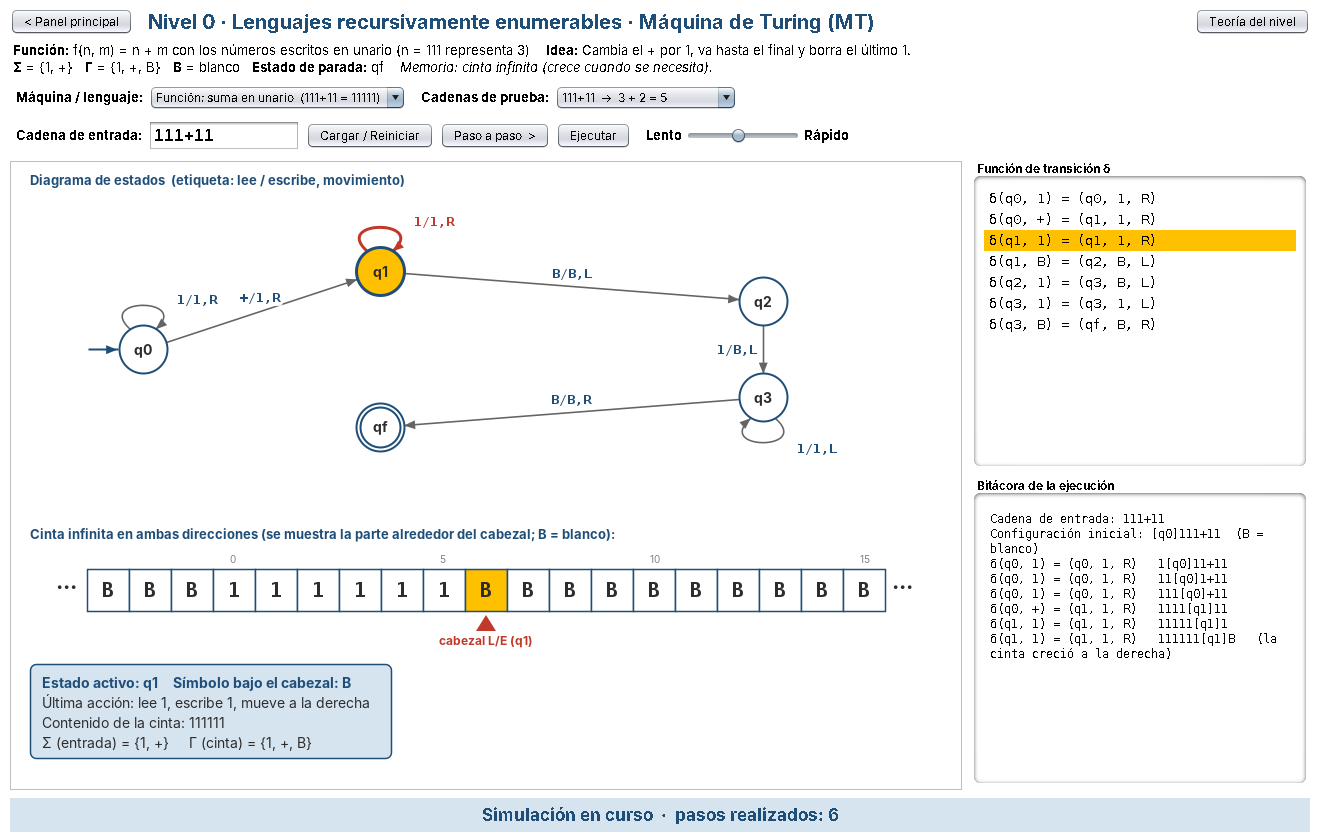 < Panel principal
Nivel 0 · Lenguajes recursivamente enumerables · Máquina de Turing (MT)
Teoría del nivel
Función: f(n, m) = n + m con los números escritos en unario (n = 111 representa 3) Idea: Cambia el + por 1, va hasta el final y borra el último 1.
Σ = {1, +} Γ = {1, +, B} B = blanco Estado de parada: qf Memoria: cinta infinita (crece cuando se necesita).
Máquina / lenguaje: Función: suma en unario (111+11 = 11111) Cadenas de prueba: 111+11 → 3 + 2 = 5
Cadena de entrada: 111+11 Cargar / Reiniciar Paso a paso > Ejecutar Lento Rápido
Diagrama de estados (etiqueta: lee / escribe, movimiento)
1/1,R
q1
B/B,L
q2
1/1,R
+/1,R
q0
1/B,L
q3
B/B,R
qf
1/1,L
Cinta infinita en ambas direcciones (se muestra la parte alrededor del cabezal; B = blanco):
0 5 10 15
... B B B 1 1 1 1 1 1 B B B B B B B B B B ...
cabezal L/E (q1)
Estado activo: q1 Símbolo bajo el cabezal: B
Última acción: lee 1, escribe 1, mueve a la derecha
Contenido de la cinta: 111111
Σ (entrada) = {1, +} Γ (cinta) = {1, +, B}
Función de transición δ
δ(q0, 1) = (q0, 1, R)
δ(q0, +) = (q1, 1, R)
δ(q1, 1) = (q1, 1, R)
δ(q1, B) = (q2, B, L)
δ(q2, 1) = (q3, B, L)
δ(q3, 1) = (q3, 1, L)
δ(q3, B) = (qf, B, R)
Bitácora de la ejecución
Cadena de entrada: 111+11
Configuración inicial: [q0]111+11 (B =
blanco)
δ(q0, 1) = (q0, 1, R) 1[q0]11+11
δ(q0, 1) = (q0, 1, R) 11[q0]1+11
δ(q0, 1) = (q0, 1, R) 111[q0]+11
δ(q0, +) = (q1, 1, R) 1111[q1]11
δ(q1, 1) = (q1, 1, R) 11111[q1]1
δ(q1, 1) = (q1, 1, R) 111111[q1]B (la
cinta creció a la derecha)
Simulación en curso · pasos realizados: 6